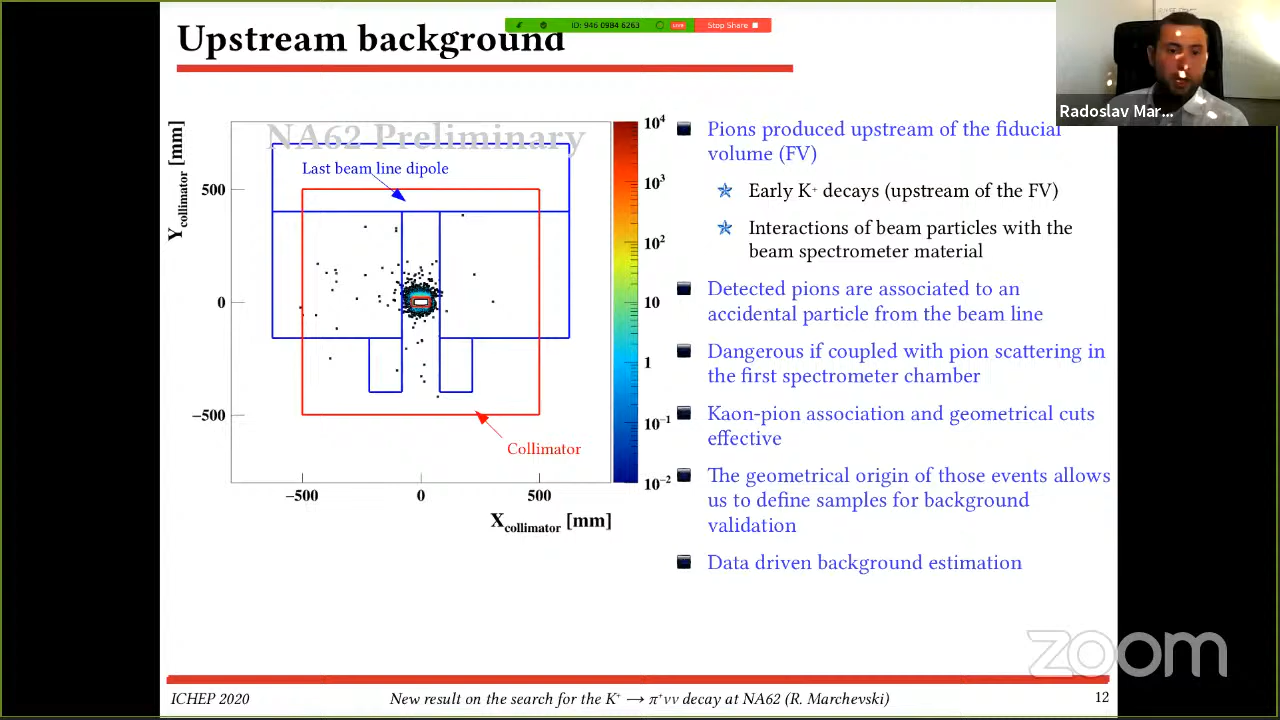 Upstream background
ID: 946 0984 6263
LIVE
Stop Share
Radoslav Mar...
NA62 Preliminary
Last beam line dipole
Collimator
Ycollimator [mm]
500
0
−500
−500
0
500
Xcollimator [mm]
10⁴
10³
10²
10
1
10⁻¹
10⁻²
Pions produced upstream of the fiducial
volume (FV)
Early K⁺ decays (upstream of the FV)
Interactions of beam particles with the
beam spectrometer material
Detected pions are associated to an
accidental particle from the beam line
Dangerous if coupled with pion scattering in
the first spectrometer chamber
Kaon-pion association and geometrical cuts
effective
The geometrical origin of those events allows
us to define samples for background
validation
Data driven background estimation
zoom
ICHEP 2020
New result on the search for the K⁺ → π⁺νν decay at NA62 (R. Marchevski)
12